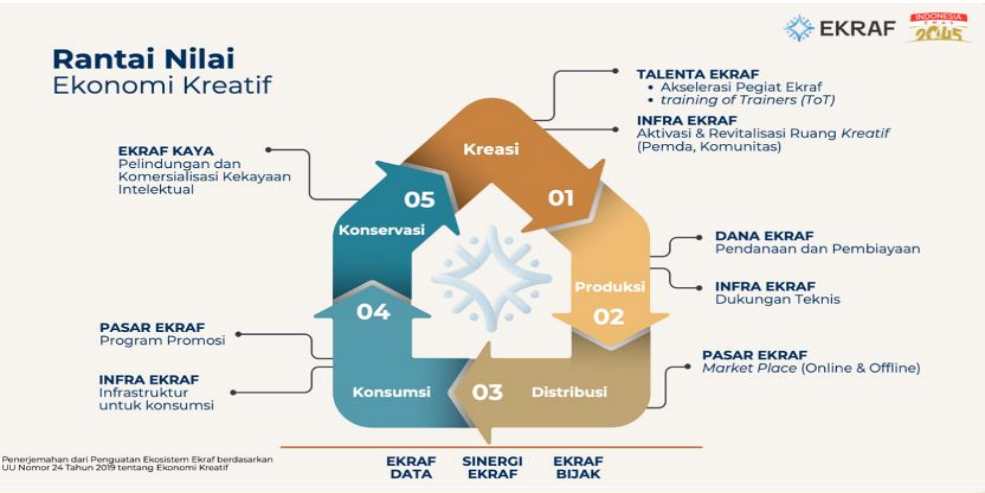 EKRAF
INDONESIA
EMAS
2045
Rantai Nilai
Ekonomi Kreatif
TALENTA EKRAF
• Akselerasi Pegiat Ekraf
• training of Trainers (ToT)
INFRA EKRAF
Aktivasi & Revitalisasi Ruang Kreatif
(Pemda, Komunitas)
EKRAF KAYA
Pelindungan dan
Komersialisasi Kekayaan
Intelektual
Kreasi
01
05
Konservasi
DANA EKRAF
Pendanaan dan Pembiayaan
INFRA EKRAF
Dukungan Teknis
Produksi
02
04
PASAR EKRAF
Program Promosi
INFRA EKRAF
Infrastruktur
untuk konsumsi
PASAR EKRAF
Market Place (Online & Offline)
Konsumsi
03
Distribusi
Penerjemahan dari Penguatan Ekosistem Ekraf berdasarkan
UU Nomor 24 Tahun 2019 tentang Ekonomi Kreatif
EKRAF
DATA
SINERGI
EKRAF
EKRAF
BIJAK